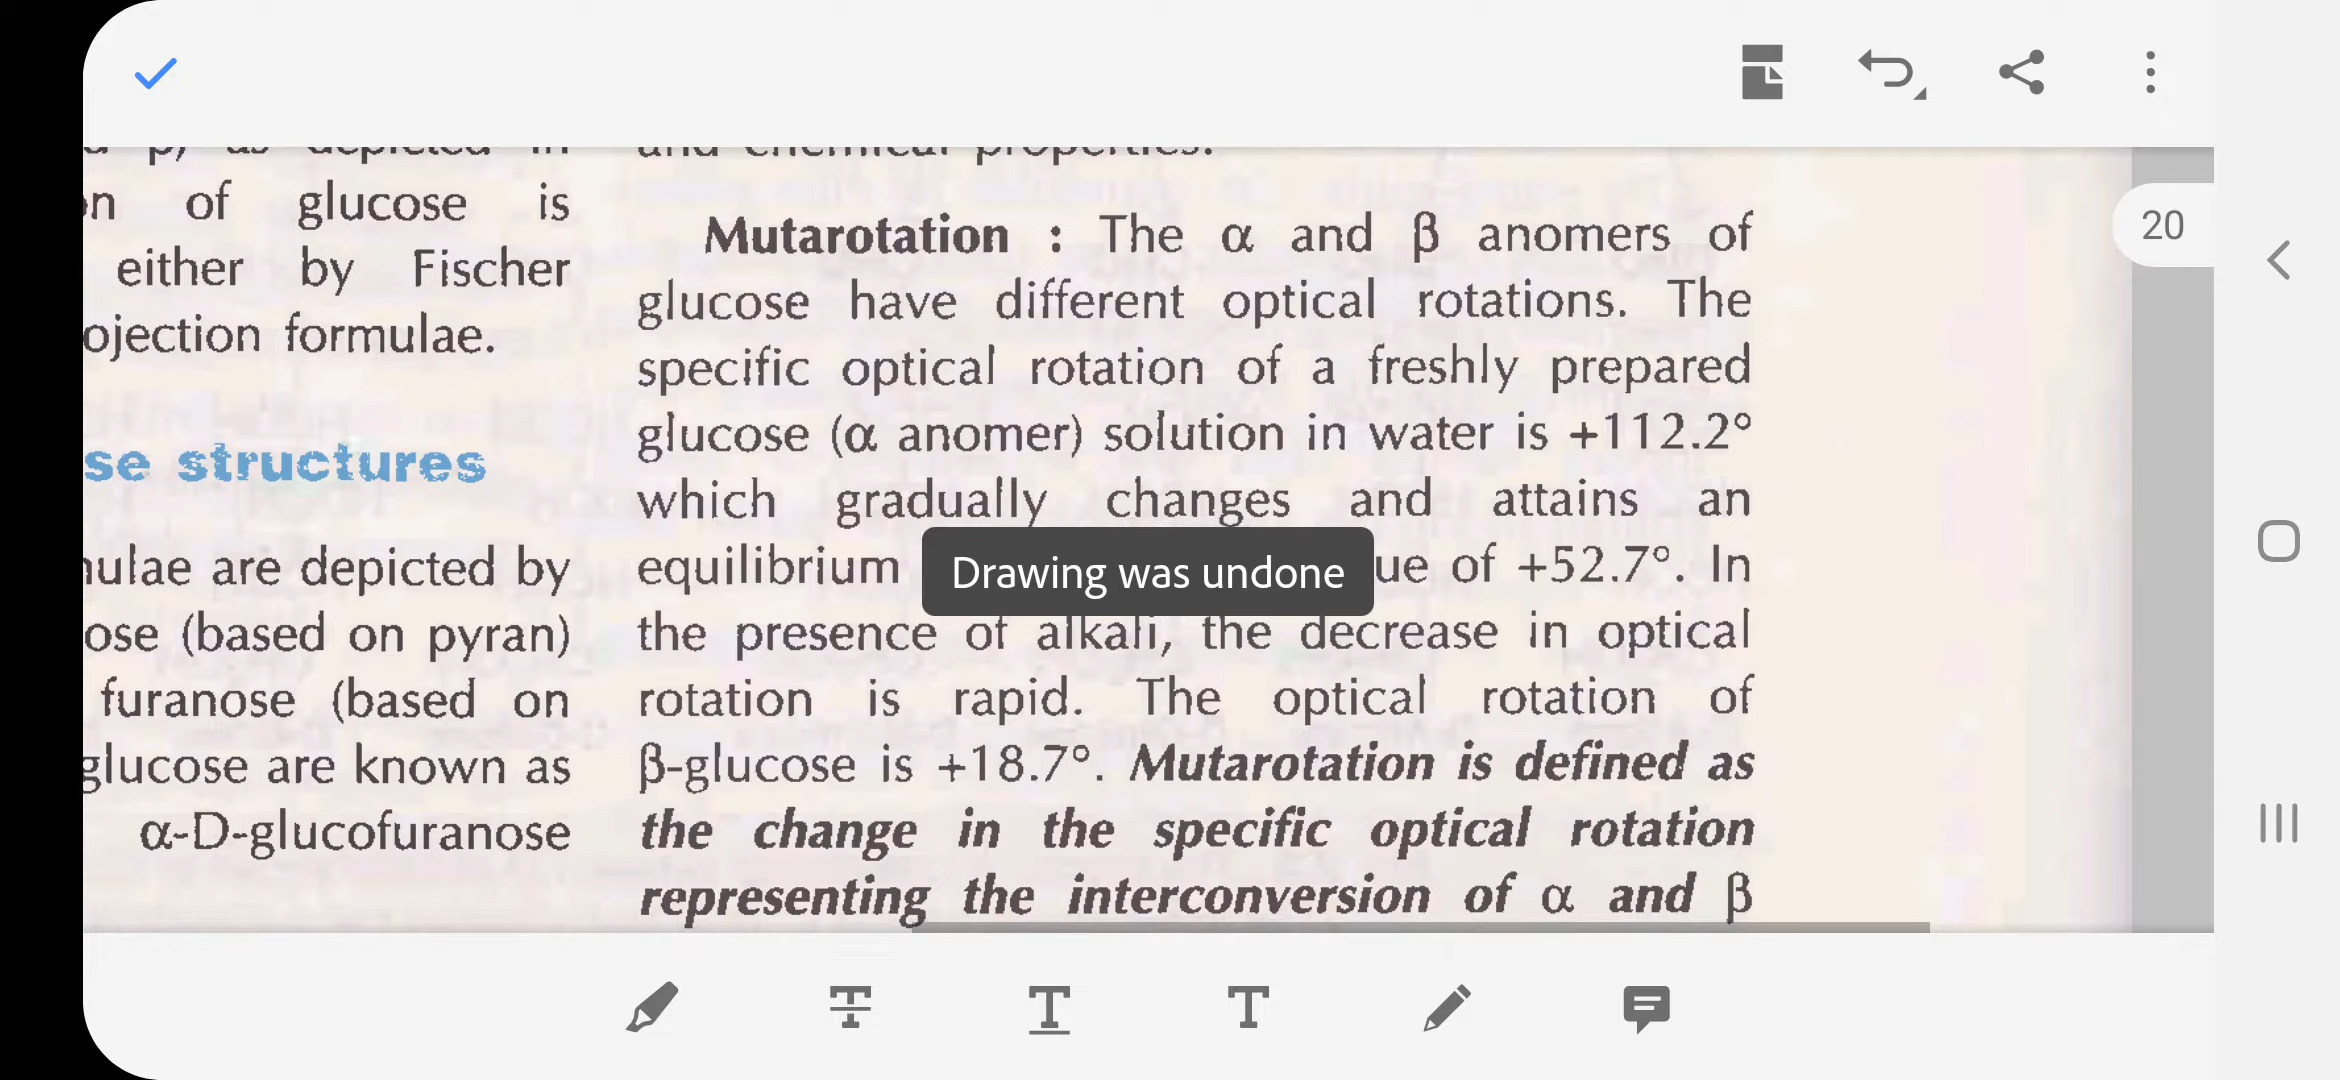 20
on of glucose is
either by Fischer
ojection formulae.
se structures
ulae are depicted by
ose (based on pyran)
furanose (based on
glucose are known as
α-D-glucofuranose
and chemical properties.
Mutarotation : The α and β anomers of
glucose have different optical rotations. The
specific optical rotation of a freshly prepared
glucose (α anomer) solution in water is +112.2°
which gradually changes and attains an
equilibrium ue of +52.7°. In
Drawing was undone
the presence of alkali, the decrease in optical
rotation is rapid. The optical rotation of
β-glucose is +18.7°. Mutarotation is defined as
the change in the specific optical rotation
representing the interconversion of α and β